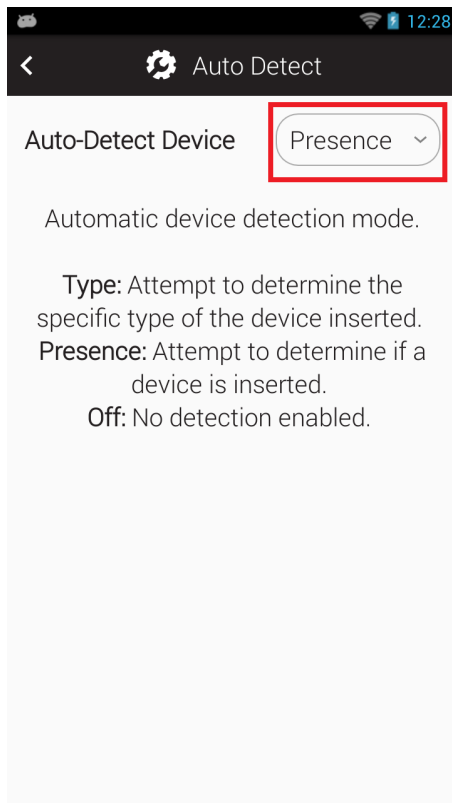 12:28
Auto Detect
Auto-Detect Device
Presence
Automatic device detection mode.
Type: Attempt to determine the
specific type of the device inserted.
Presence: Attempt to determine if a
device is inserted.
Off: No detection enabled.